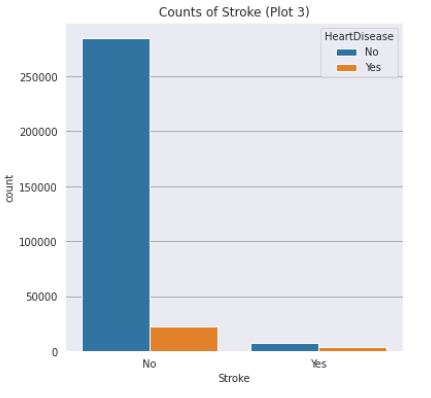 Counts of Stroke (Plot 3)
HeartDisease
No
Yes
250000
200000
150000
100000
50000
0
count
No Yes
Stroke